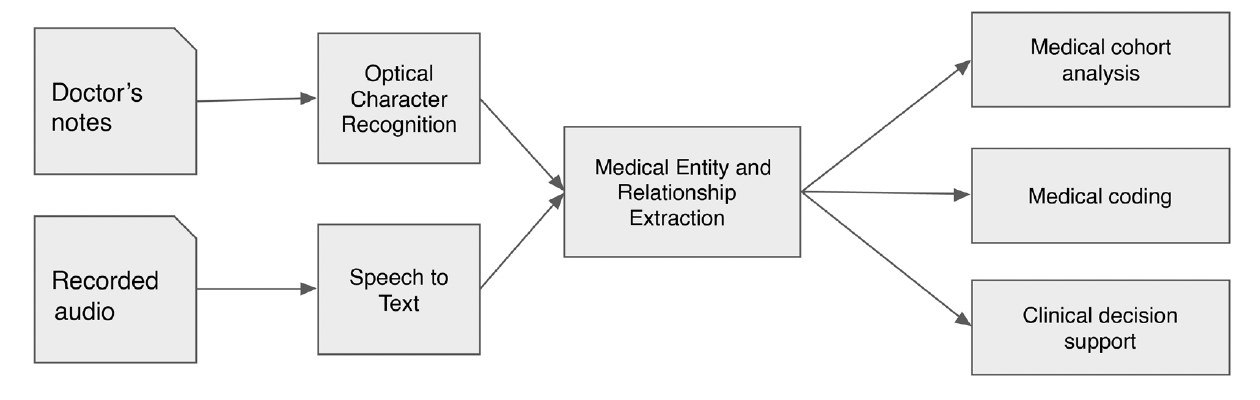 Doctor’s
notes
Optical
Character
Recognition
Recorded
audio
Speech to
Text
Medical Entity and
Relationship
Extraction
Medical cohort
analysis
Medical coding
Clinical decision
support